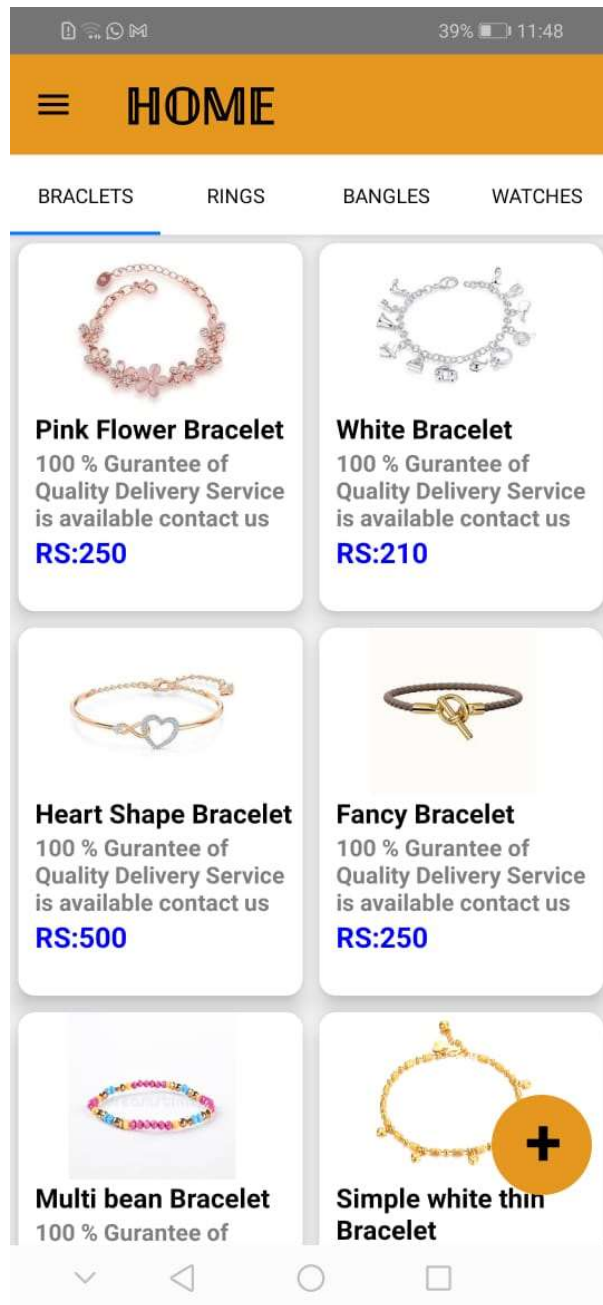 39% 11:48
HOME
BRACLETS RINGS BANGLES WATCHES
Pink Flower Bracelet
100 % Gurantee of
Quality Delivery Service
is available contact us
RS:250
White Bracelet
100 % Gurantee of
Quality Delivery Service
is available contact us
RS:210
Heart Shape Bracelet
100 % Gurantee of
Quality Delivery Service
is available contact us
RS:500
Fancy Bracelet
100 % Gurantee of
Quality Delivery Service
is available contact us
RS:250
Multi bean Bracelet
100 % Gurantee of
Simple white thin
Bracelet